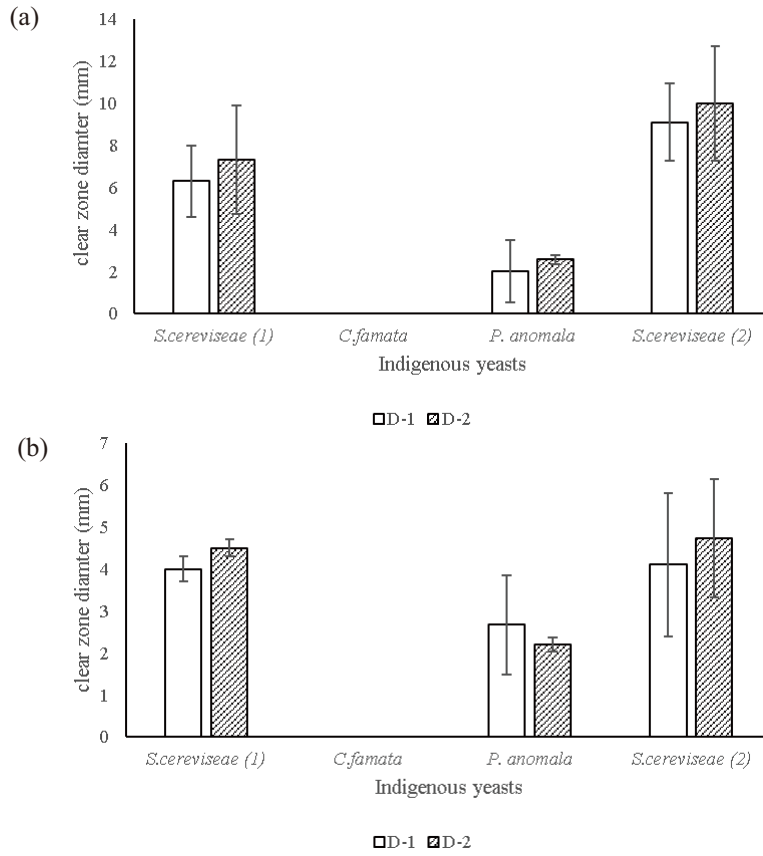 (a)
clear zone diamter (mm)
14
12
10
8
6
4
2
0
S.cereviseae (1) C.famata P. anomala S.cereviseae (2)
Indigenous yeasts
D-1 D-2
(b)
clear zone diamter (mm)
7
6
5
4
3
2
1
0
S.cereviseae (1) C.famata P. anomala S.cereviseae (2)
Indigenous yeasts
D-1 D-2